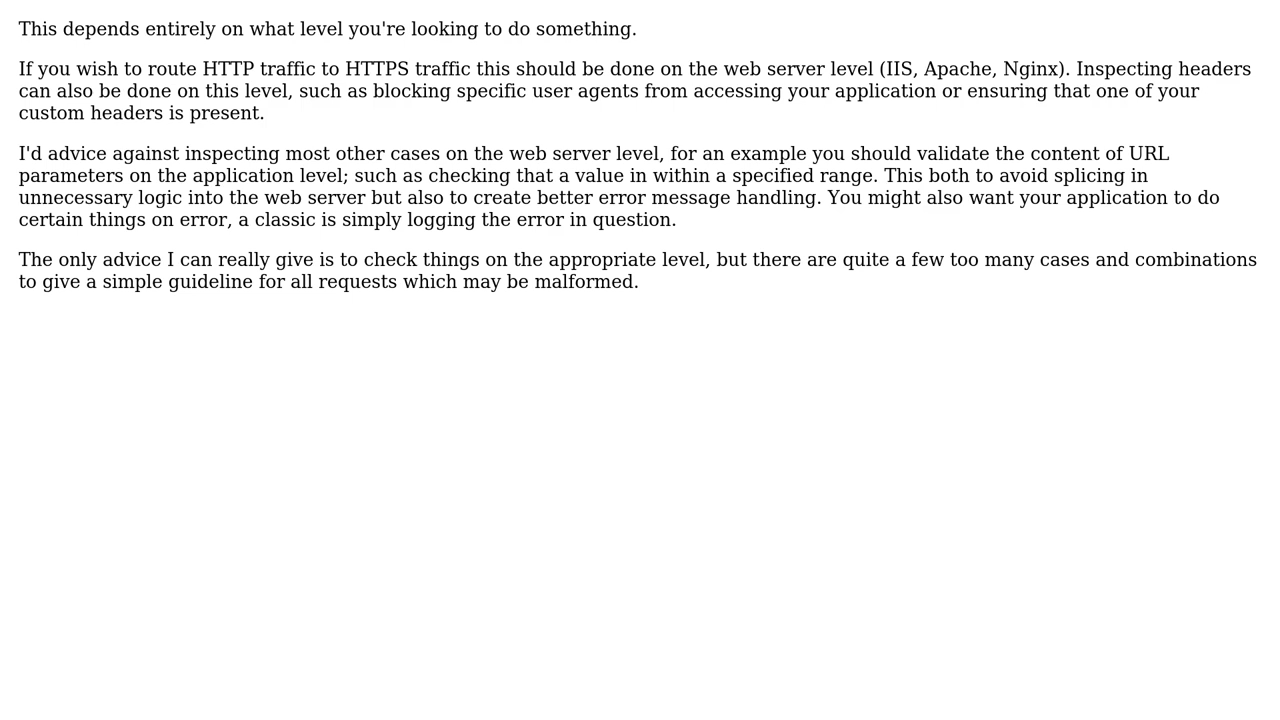 This depends entirely on what level you're looking to do something.
If you wish to route HTTP traffic to HTTPS traffic this should be done on the web server level (IIS, Apache, Nginx). Inspecting headers
can also be done on this level, such as blocking specific user agents from accessing your application or ensuring that one of your
custom headers is present.
I'd advice against inspecting most other cases on the web server level, for an example you should validate the content of URL
parameters on the application level; such as checking that a value in within a specified range. This both to avoid splicing in
unnecessary logic into the web server but also to create better error message handling. You might also want your application to do
certain things on error, a classic is simply logging the error in question.
The only advice I can really give is to check things on the appropriate level, but there are quite a few too many cases and combinations
to give a simple guideline for all requests which may be malformed.